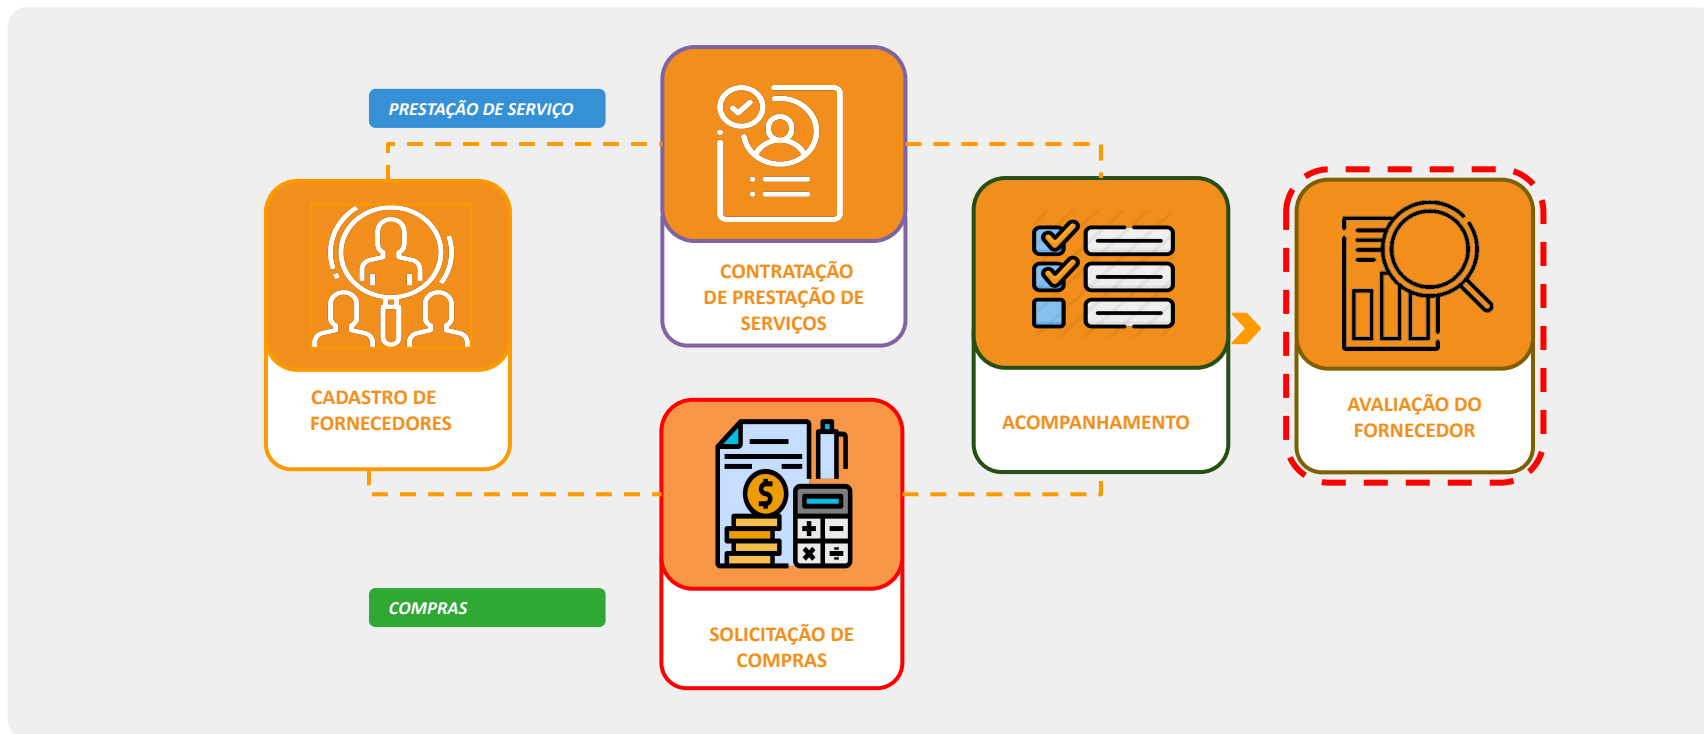 PRESTAÇÃO DE SERVIÇO
CADASTRO DE
FORNECEDORES
CONTRATAÇÃO
DE PRESTAÇÃO DE
SERVIÇOS
COMPRAS
$
SOLICITAÇÃO DE
COMPRAS
ACOMPANHAMENTO
AVALIAÇÃO DO
FORNECEDOR